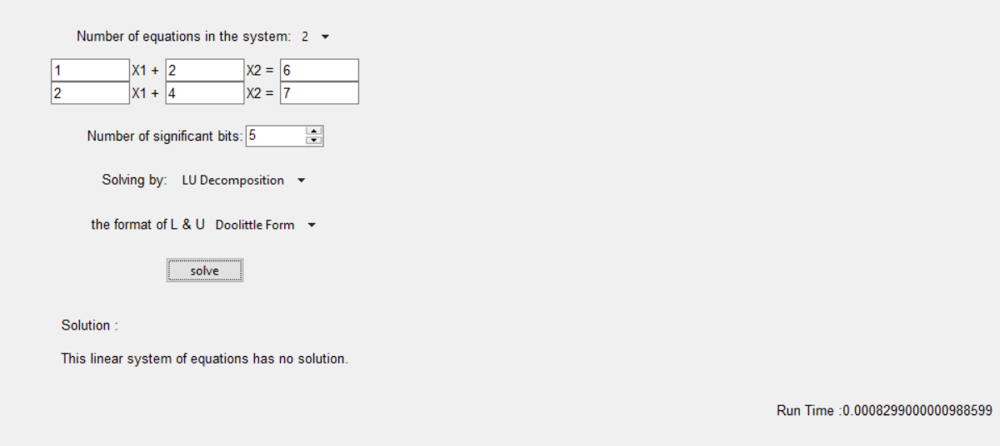 Number of equations in the system: 2
1 X1 + 2 X2 = 6
2 X1 + 4 X2 = 7
Number of significant bits: 5
Solving by: LU Decomposition
the format of L & U Doolittle Form
solve
Solution :
This linear system of equations has no solution.
Run Time :0.0008299000000988599